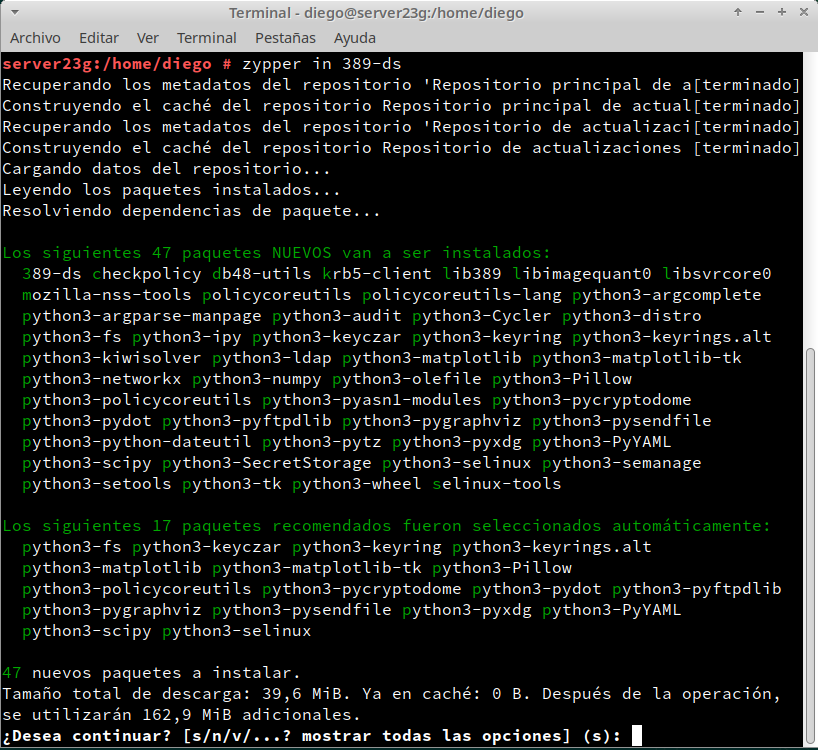 Terminal - diego@server23g:/home/diego
Archivo Editar Ver Terminal Pestañas Ayuda
server23g:/home/diego # zypper in 389-ds
Recuperando los metadatos del repositorio 'Repositorio principal de a[terminado]
Construyendo el caché del repositorio Repositorio principal de actual[terminado]
Recuperando los metadatos del repositorio 'Repositorio de actualizaci[terminado]
Construyendo el caché del repositorio Repositorio de actualizaciones [terminado]
Cargando datos del repositorio...
Leyendo los paquetes instalados...
Resolviendo dependencias de paquete...
Los siguientes 47 paquetes NUEVOS van a ser instalados:
389-ds checkpolicy db48-utils krb5-client lib389 libimagequant0 libsvrcore0
mozilla-nss-tools policycoreutils policycoreutils-lang python3-argcomplete
python3-argparse-manpage python3-audit python3-Cycler python3-distro
python3-fs python3-ipy python3-keyczar python3-keyring python3-keyrings.alt
python3-kiwisolver python3-ldap python3-matplotlib python3-matplotlib-tk
python3-networkx python3-numpy python3-olefile python3-Pillow
python3-policycoreutils python3-pyasn1-modules python3-pycryptodome
python3-pydot python3-pyftpdlib python3-pygraphviz python3-pysendfile
python3-python-dateutil python3-pytz python3-pyxdg python3-PyYAML
python3-scipy python3-SecretStorage python3-selinux python3-semanage
python3-setools python3-tk python3-wheel selinux-tools
Los siguientes 17 paquetes recomendados fueron seleccionados automáticamente:
python3-fs python3-keyczar python3-keyring python3-keyrings.alt
python3-matplotlib python3-matplotlib-tk python3-Pillow
python3-policycoreutils python3-pycryptodome python3-pydot python3-pyftpdlib
python3-pygraphviz python3-pysendfile python3-pyxdg python3-PyYAML
python3-scipy python3-selinux
47 nuevos paquetes a instalar.
Tamaño total de descarga: 39,6 MiB. Ya en caché: 0 B. Después de la operación,
se utilizarán 162,9 MiB adicionales.
¿Desea continuar? [s/n/v/...? mostrar todas las opciones] (s):